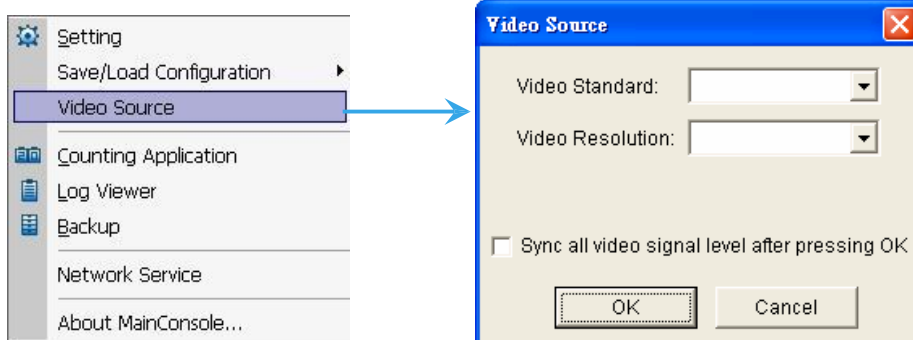 Setting
Save/Load Configuration
Video Source
Counting Application
Log Viewer
Backup
Network Service
About MainConsole...
Video Source
Video Standard:
Video Resolution:
Sync all video signal level after pressing OK
OK
Cancel